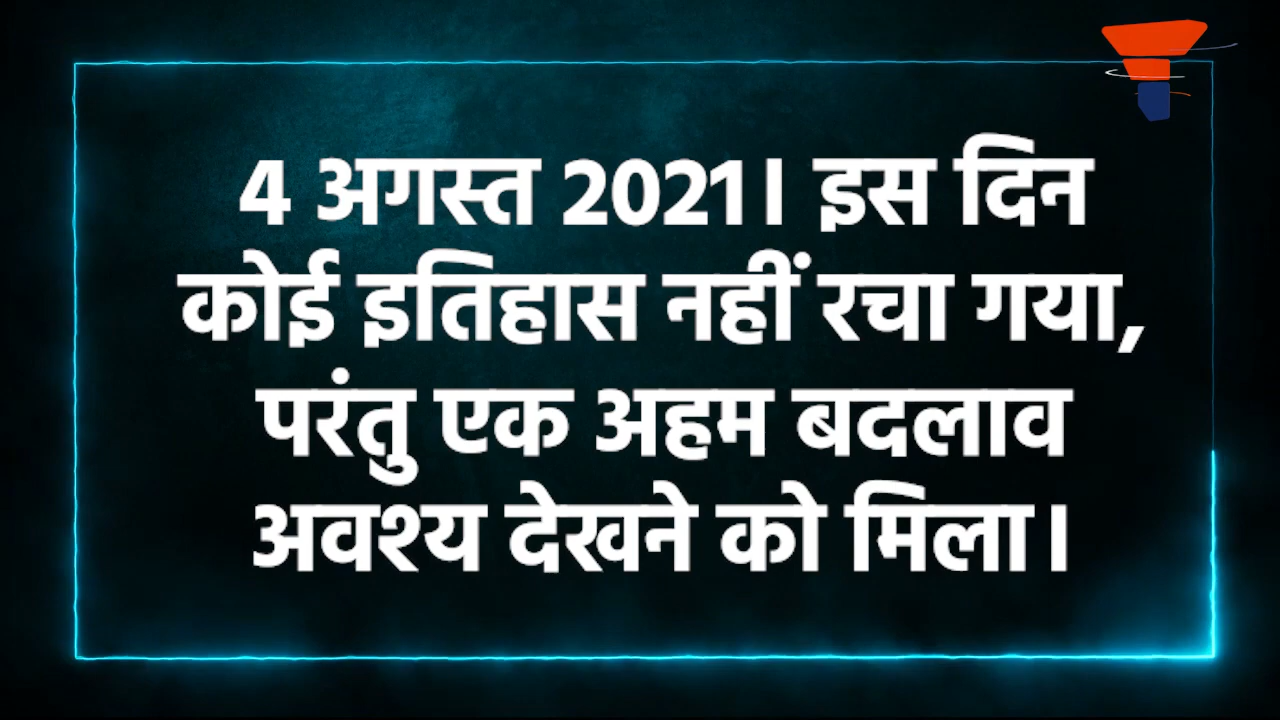 4 अगस्त 2021। इस दिन
कोई इतिहास नहीं रचा गया,
परंतु एक अहम बदलाव
अवश्य देखने को मिला।